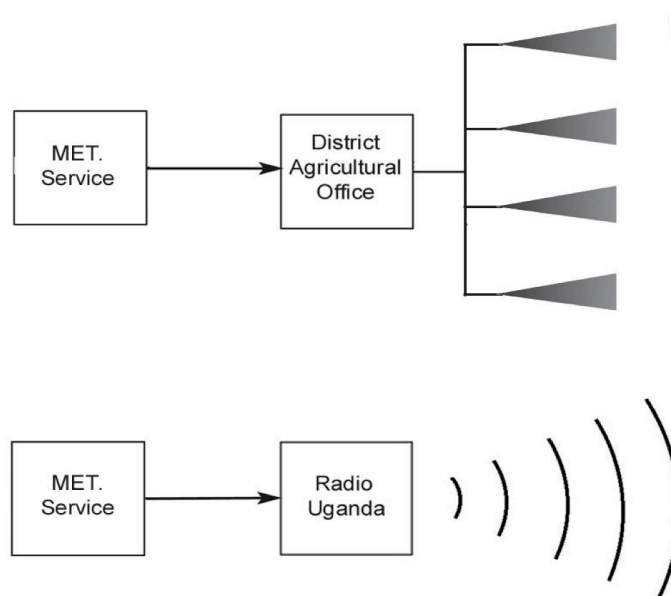 MET.
Service
District
Agricultural
Office
MET.
Service
Radio
Uganda